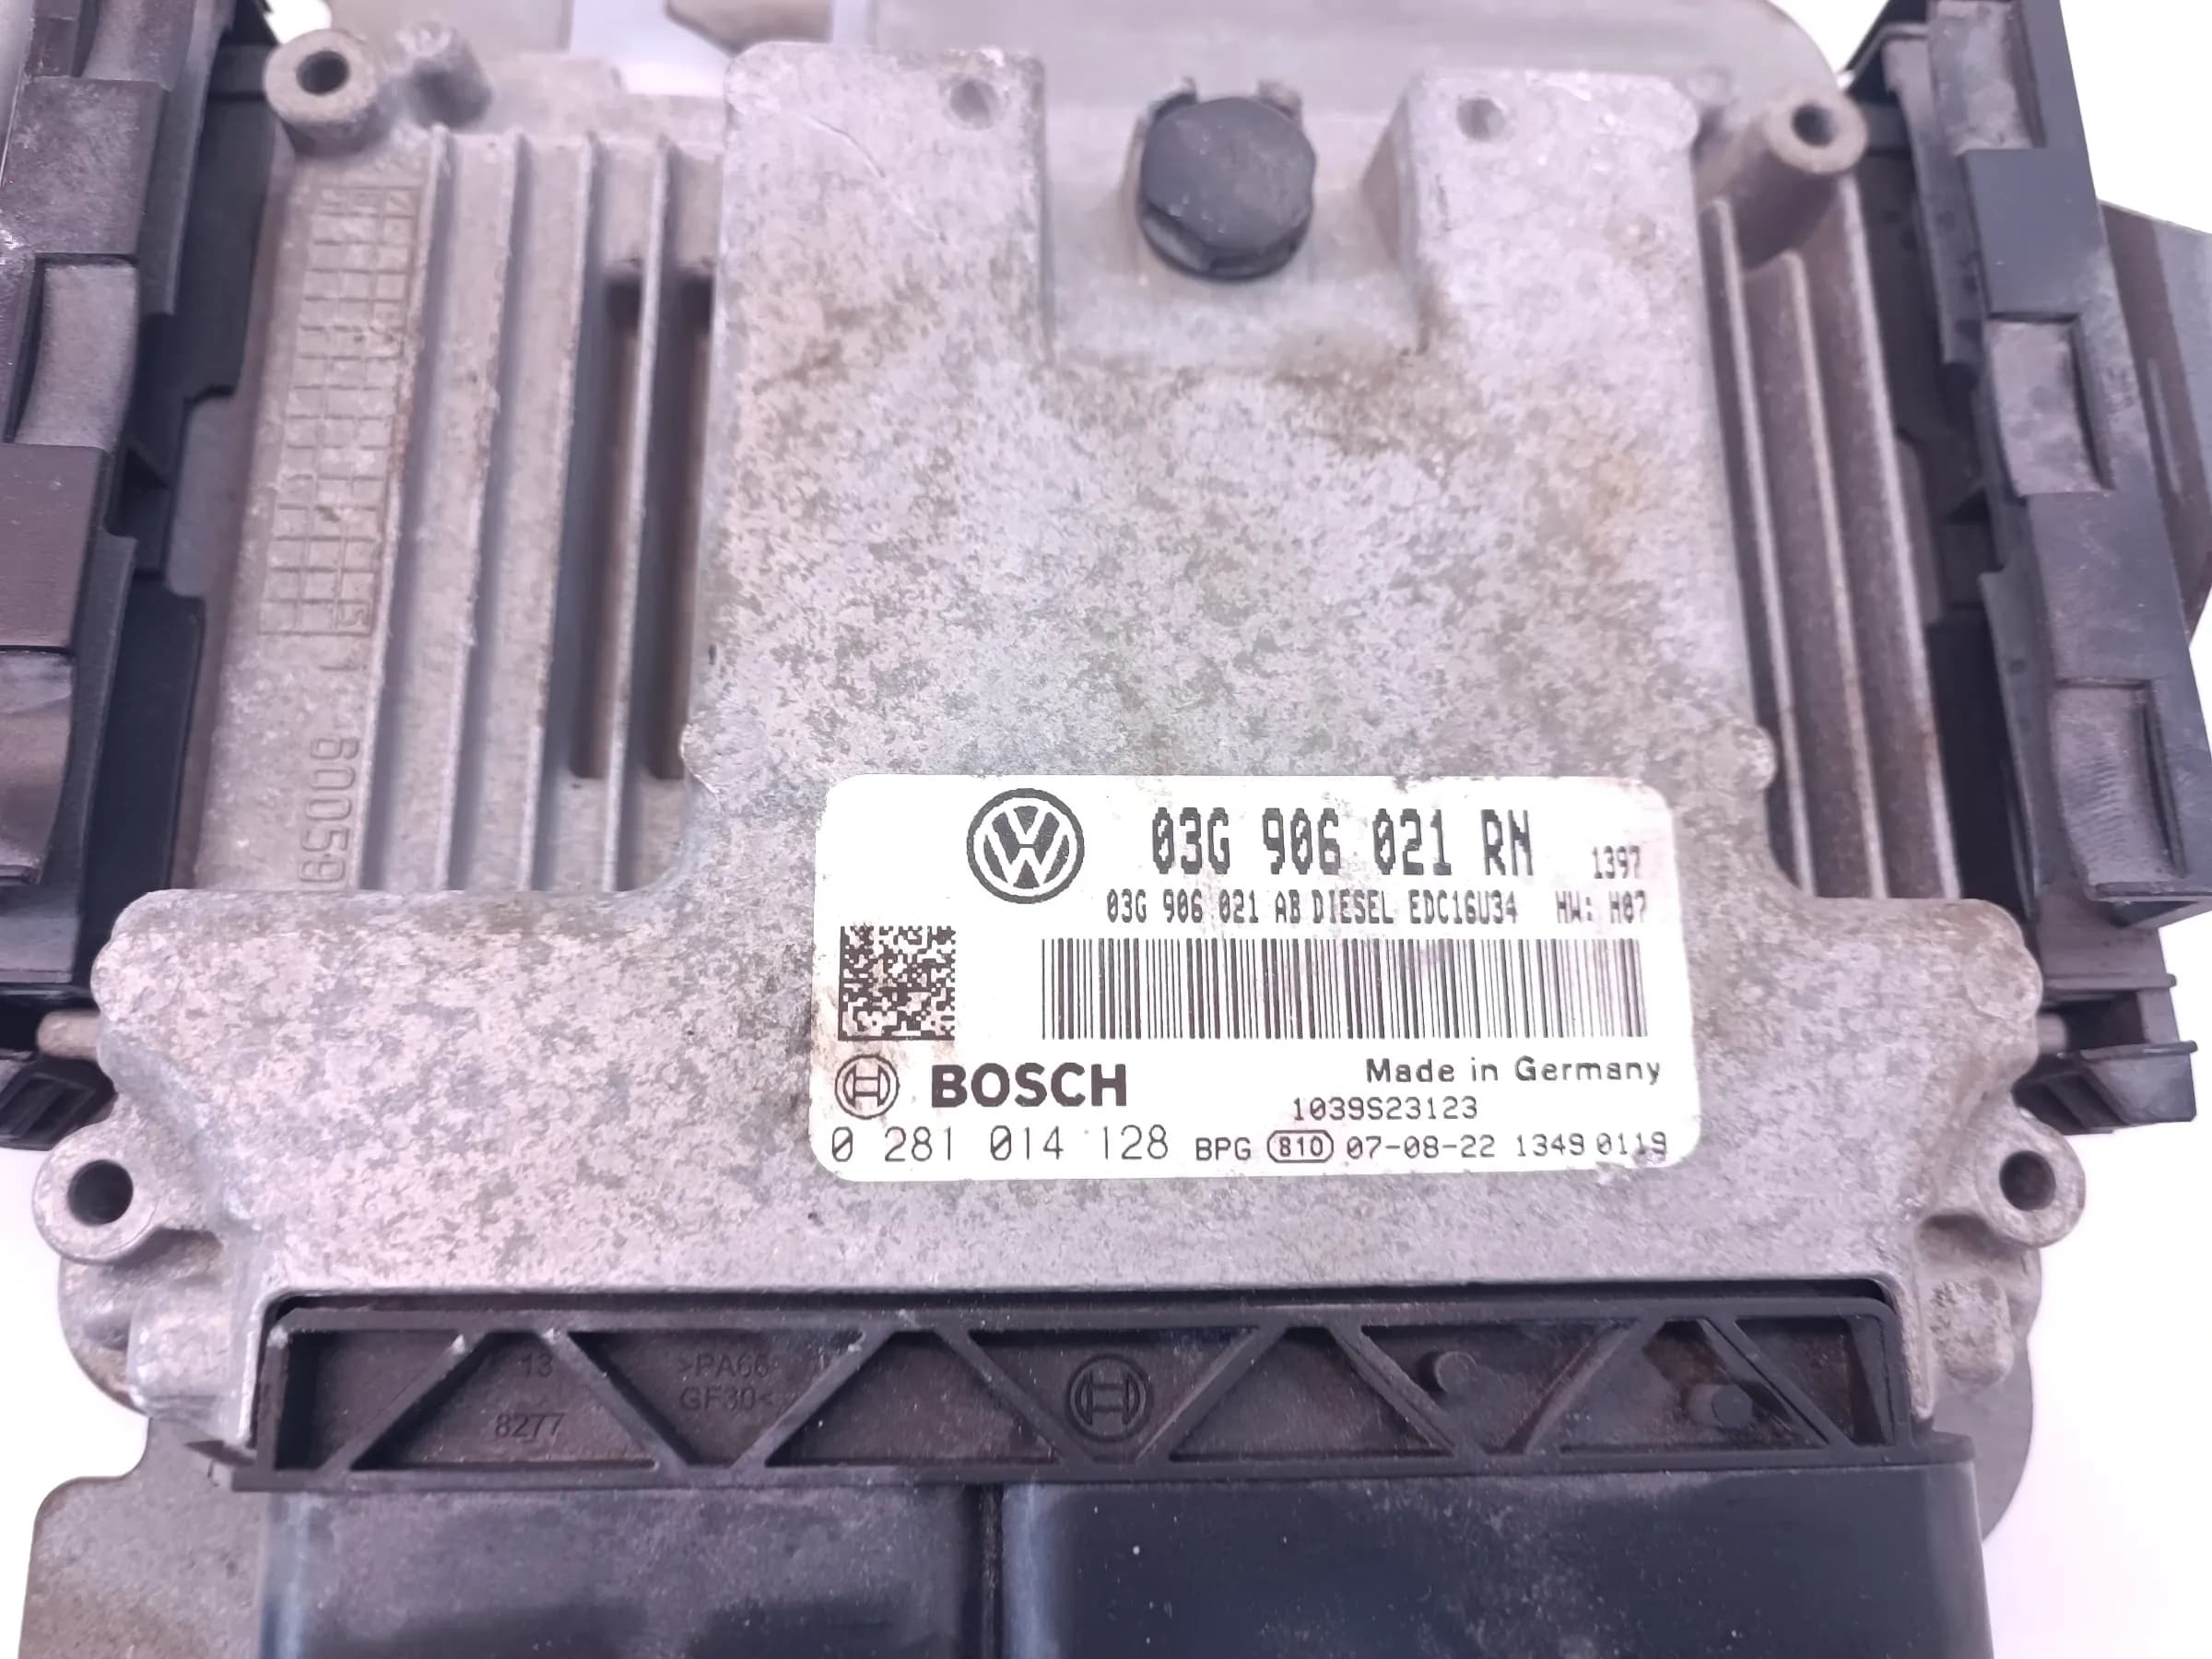 60059
03G 906 021 RN 1397
03G 906 021 AB DIESEL EDC16U34 HW: H07
BOSCH
Made in Germany
1039S23123
0 281 014 128 BPG 810 07-08-22 1349 0119
13
>PA66
GF30<
8277